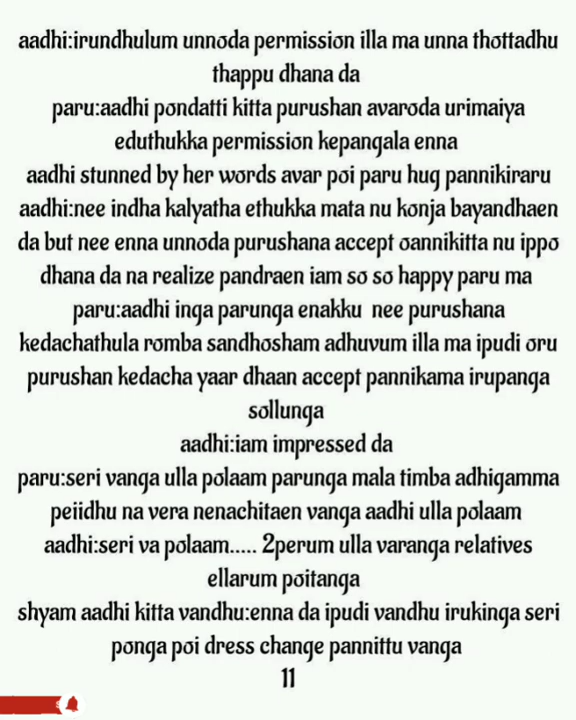 aadhi:irundhulum unnoda permission illa ma unna thottadhu
thappu dhana da
paru:aadhi pondatti kitta purushan avaroda urimaiya
eduthukka permission kepangala enna
aadhi stunned by her words avar poi paru hug pannikiraru
aadhi:nee indha kalyatha ethukka mata nu konja bayandhaen
da but nee enna unnoda purushana accept oannikitta nu ippo
dhana da na realize pandraen iam so so happy paru ma
paru:aadhi inga parunga enakku nee purushana
kedachathula romba sandhosham adhuvum illa ma ipudi oru
purushan kedacha yaar dhaan accept pannikama irupanga
sollunga
aadhi:iam impressed da
paru:seri vanga ulla polaam parunga mala timba adhigamma
peiidhu na vera nenachitaen vanga aadhi ulla polaam
aadhi:seri va polaam..... 2perum ulla varanga relatives
ellarum poitanga
shyam aadhi kitta vandhu:enna da ipudi vandhu irukinga seri
ponga poi dress change pannittu vanga
11